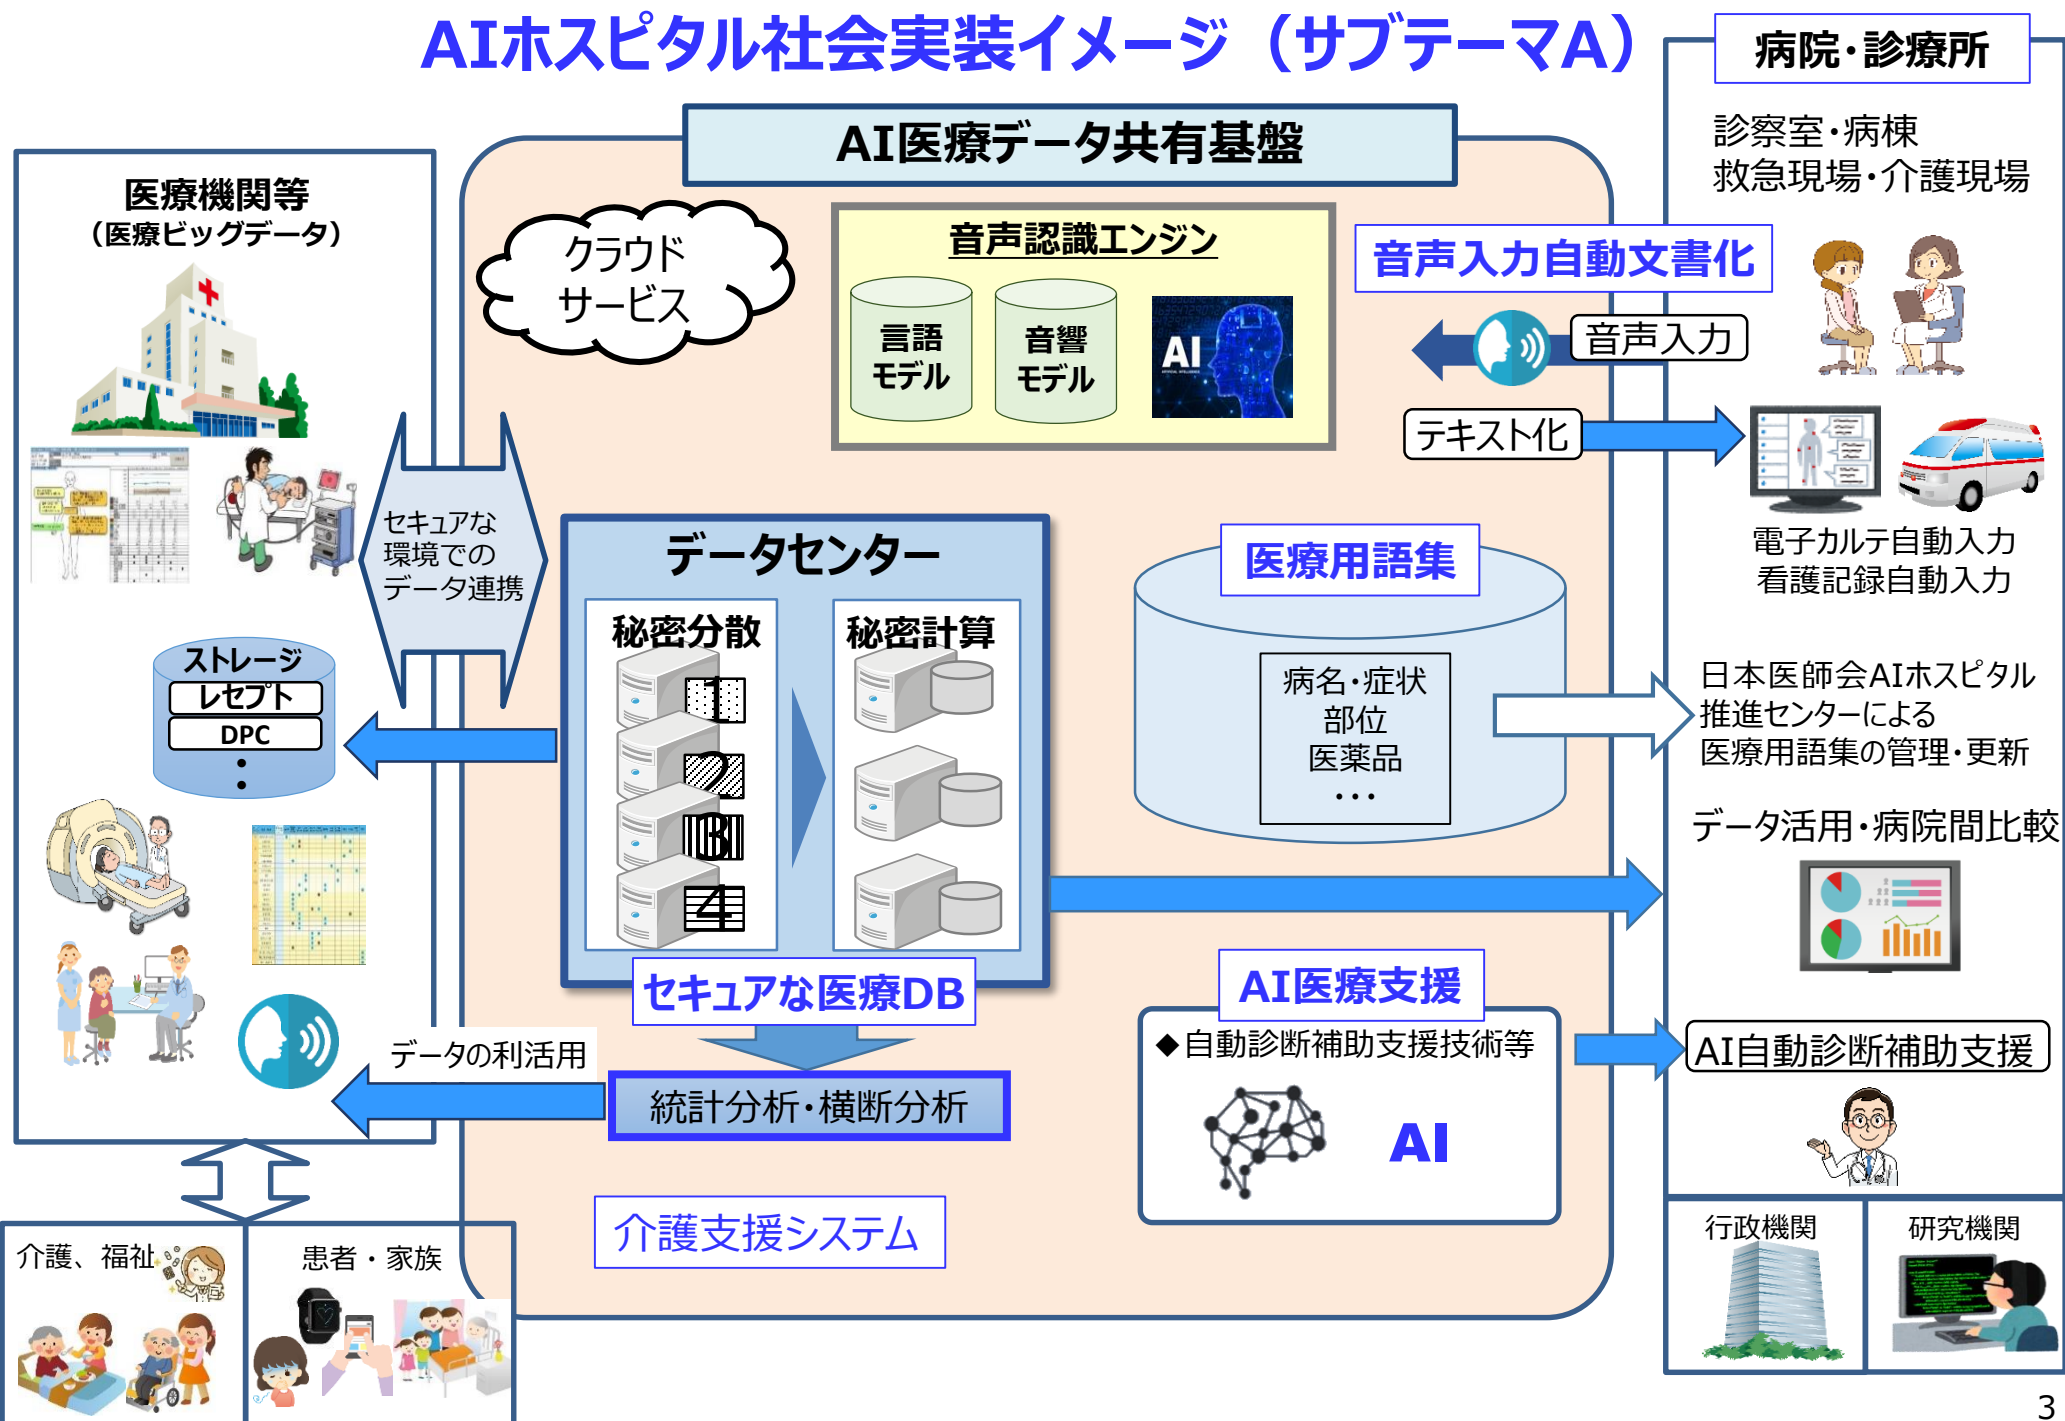 AIホスピタル社会実装イメージ（サブテーマA）
AI医療データ共有基盤
医療機関等
（医療ビッグデータ）
セキュアな
環境での
データ連携
ストレージ
レセプト
DPC
・
・
データの利活用
介護、福祉
患者・家族
クラウド
サービス
音声認識エンジン
言語
モデル
音響
モデル
AI
データセンター
秘密分散
秘密計算
1
2
3
4
セキュアな医療DB
統計分析・横断分析
介護支援システム
医療用語集
病名・症状
部位
医薬品
・・・
AI医療支援
◆自動診断補助支援技術等
AI
音声入力自動文書化
音声入力
テキスト化
病院・診療所
診察室・病棟
救急現場・介護現場
電子カルテ自動入力
看護記録自動入力
日本医師会AIホスピタル
推進センターによる
医療用語集の管理・更新
データ活用・病院間比較
AI自動診断補助支援
行政機関
研究機関
3